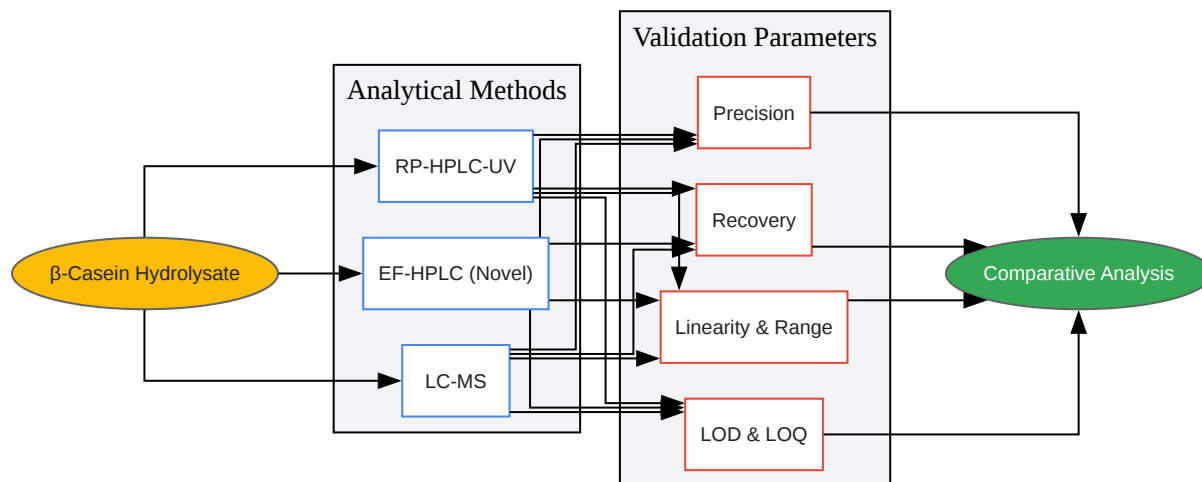 Validation Parameters
Analytical Methods
Precision
RP-HPLC-UV
Recovery
β-Casein Hydrolysate
EF-HPLC (Novel)
Comparative Analysis
Linearity & Range
LC-MS
LOD & LOQ